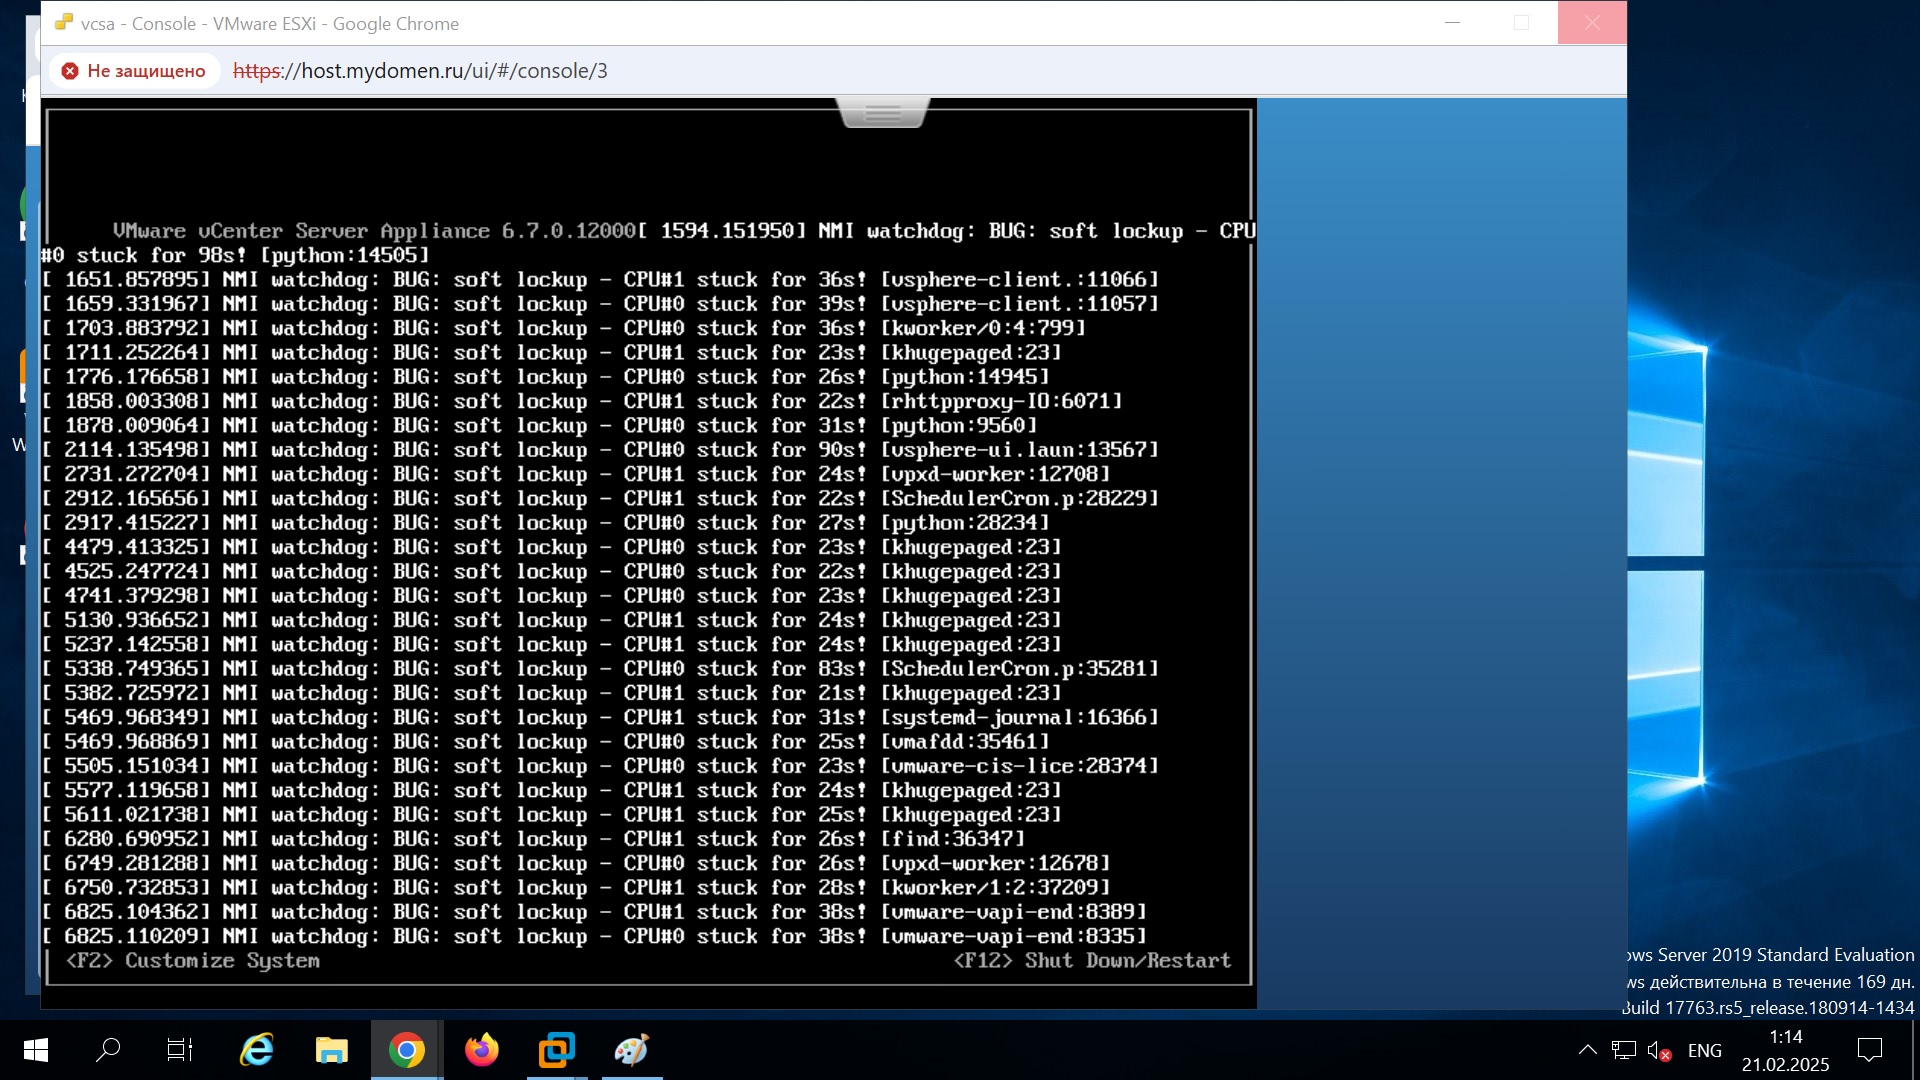 vcsa - Console - VMware ESXi - Google Chrome
Не защищено https://host.mydomen.ru/ui/#/console/3
VMware vCenter Server Appliance 6.7.0.12000[ 1594.151950] NMI watchdog: BUG: soft lockup - CPU
#0 stuck for 98s! [python:14505]
[ 1651.857895] NMI watchdog: BUG: soft lockup - CPU#1 stuck for 36s! [vsphere-client.:11066]
[ 1659.331967] NMI watchdog: BUG: soft lockup - CPU#0 stuck for 39s! [vsphere-client.:11057]
[ 1703.883792] NMI watchdog: BUG: soft lockup - CPU#0 stuck for 36s! [kworker/0:4:799]
[ 1711.252264] NMI watchdog: BUG: soft lockup - CPU#1 stuck for 23s! [khugepaged:23]
[ 1776.176658] NMI watchdog: BUG: soft lockup - CPU#0 stuck for 26s! [python:14945]
[ 1858.003308] NMI watchdog: BUG: soft lockup - CPU#1 stuck for 22s! [rhttpproxy-IO:6071]
[ 1878.009064] NMI watchdog: BUG: soft lockup - CPU#0 stuck for 31s! [python:9560]
[ 2114.135498] NMI watchdog: BUG: soft lockup - CPU#0 stuck for 90s! [vsphere-ui.laun:13567]
[ 2731.272704] NMI watchdog: BUG: soft lockup - CPU#1 stuck for 24s! [vpxd-worker:12708]
[ 2912.165656] NMI watchdog: BUG: soft lockup - CPU#1 stuck for 22s! [SchedulerCron.p:28229]
[ 2917.415227] NMI watchdog: BUG: soft lockup - CPU#0 stuck for 27s! [python:28234]
[ 4479.413325] NMI watchdog: BUG: soft lockup - CPU#0 stuck for 23s! [khugepaged:23]
[ 4525.247724] NMI watchdog: BUG: soft lockup - CPU#0 stuck for 22s! [khugepaged:23]
[ 4741.379298] NMI watchdog: BUG: soft lockup - CPU#0 stuck for 23s! [khugepaged:23]
[ 5130.936652] NMI watchdog: BUG: soft lockup - CPU#1 stuck for 24s! [khugepaged:23]
[ 5237.142558] NMI watchdog: BUG: soft lockup - CPU#1 stuck for 24s! [khugepaged:23]
[ 5338.749365] NMI watchdog: BUG: soft lockup - CPU#0 stuck for 83s! [SchedulerCron.p:35281]
[ 5382.725972] NMI watchdog: BUG: soft lockup - CPU#1 stuck for 21s! [khugepaged:23]
[ 5469.968349] NMI watchdog: BUG: soft lockup - CPU#1 stuck for 31s! [systemd-journal:16366]
[ 5469.968869] NMI watchdog: BUG: soft lockup - CPU#0 stuck for 25s! [vmafdd:35461]
[ 5505.151034] NMI watchdog: BUG: soft lockup - CPU#0 stuck for 23s! [vmware-cis-lice:28374]
[ 5577.119658] NMI watchdog: BUG: soft lockup - CPU#1 stuck for 24s! [khugepaged:23]
[ 5611.021738] NMI watchdog: BUG: soft lockup - CPU#1 stuck for 25s! [khugepaged:23]
[ 6280.690952] NMI watchdog: BUG: soft lockup - CPU#1 stuck for 26s! [find:36347]
[ 6749.281288] NMI watchdog: BUG: soft lockup - CPU#0 stuck for 26s! [vpxd-worker:12678]
[ 6750.732853] NMI watchdog: BUG: soft lockup - CPU#1 stuck for 28s! [kworker/1:2:37209]
[ 6825.104362] NMI watchdog: BUG: soft lockup - CPU#1 stuck for 38s! [vmware-vapi-end:8389]
[ 6825.110209] NMI watchdog: BUG: soft lockup - CPU#0 stuck for 38s! [vmware-vapi-end:8335]
<F2> Customize System <F12> Shut Down/Restart
ows Server 2019 Standard Evaluation
ws действительна в течение 169 дн.
Build 17763.rs5_release.180914-1434
ENG
1:14
21.02.2025